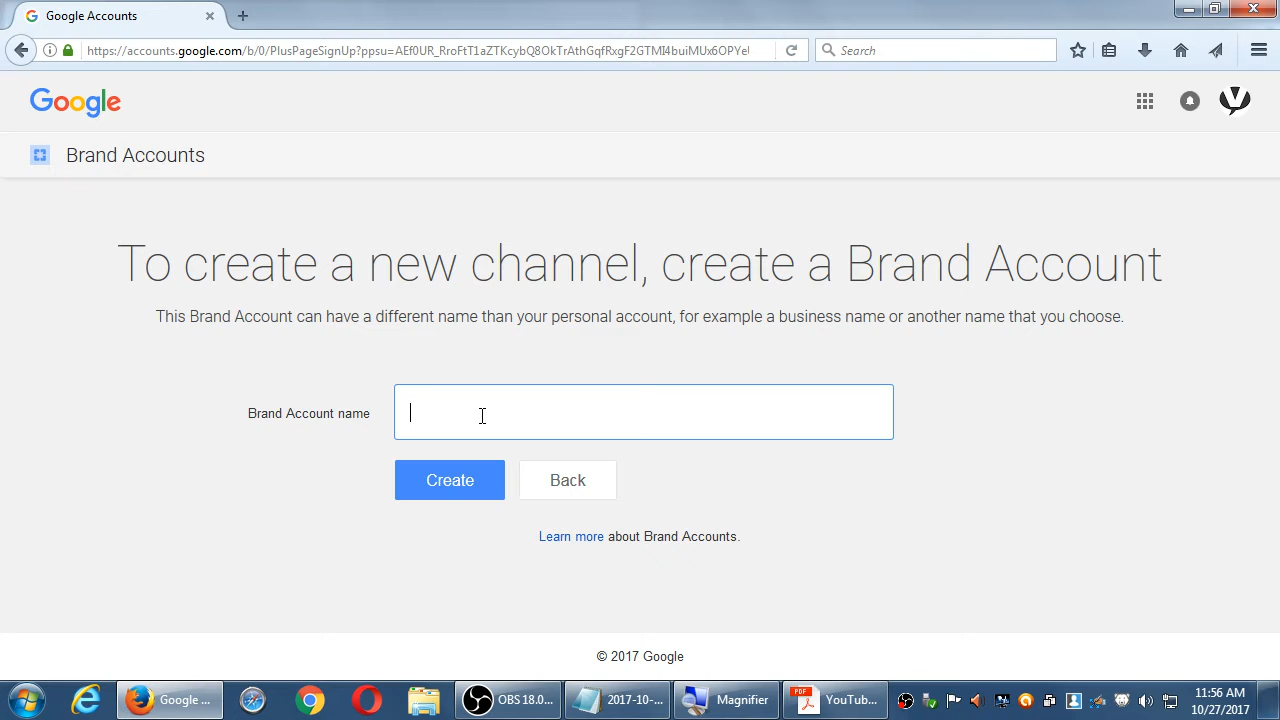 Google Accounts
https://accounts.google.com/b/0/PlusPageSignUp?ppsu=AEf0UR_RroFtT1aZTKcybQ8OkTrAthGqfRxgF2GTMI4buiMUx6OPYe
Search
Google
Brand Accounts
To create a new channel, create a Brand Account
This Brand Account can have a different name than your personal account, for example a business name or another name that you choose.
Brand Account name
Create Back
Learn more about Brand Accounts.
© 2017 Google
Google ... OBS 18.0... 2017-10-... Magnifier PDF YouTub... 11:56 AM
10/27/2017